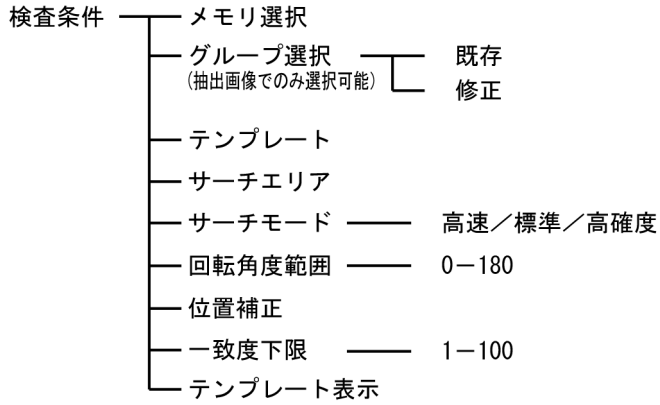 検査条件 メモリ選択
グループ選択 既存
(抽出画像でのみ選択可能)
修正
テンプレート
サーチエリア
サーチモード 高速／標準／高確度
回転角度範囲 0－180
位置補正
一致度下限 1－100
テンプレート表示